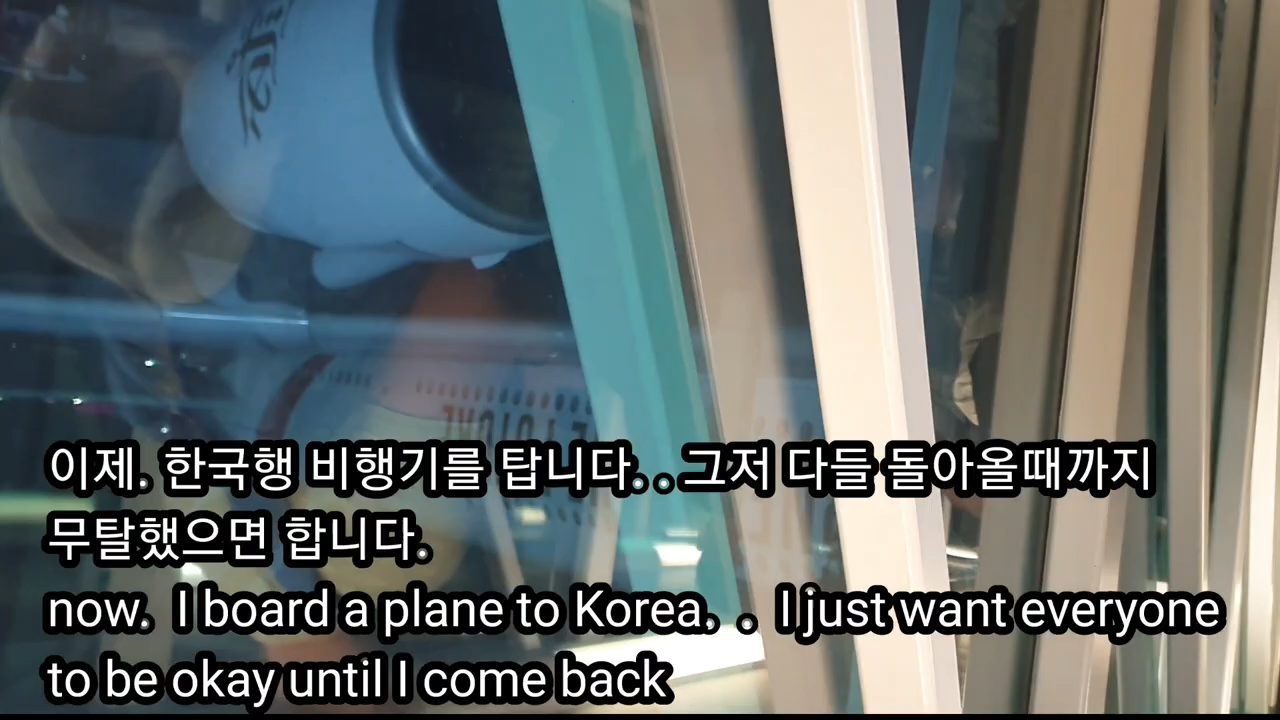 이제. 한국행 비행기를 탑니다. . 그저 다들 돌아올때까지
무탈했으면 합니다.
now.  I board a plane to Korea.  .  I just want everyone
to be okay until I come back